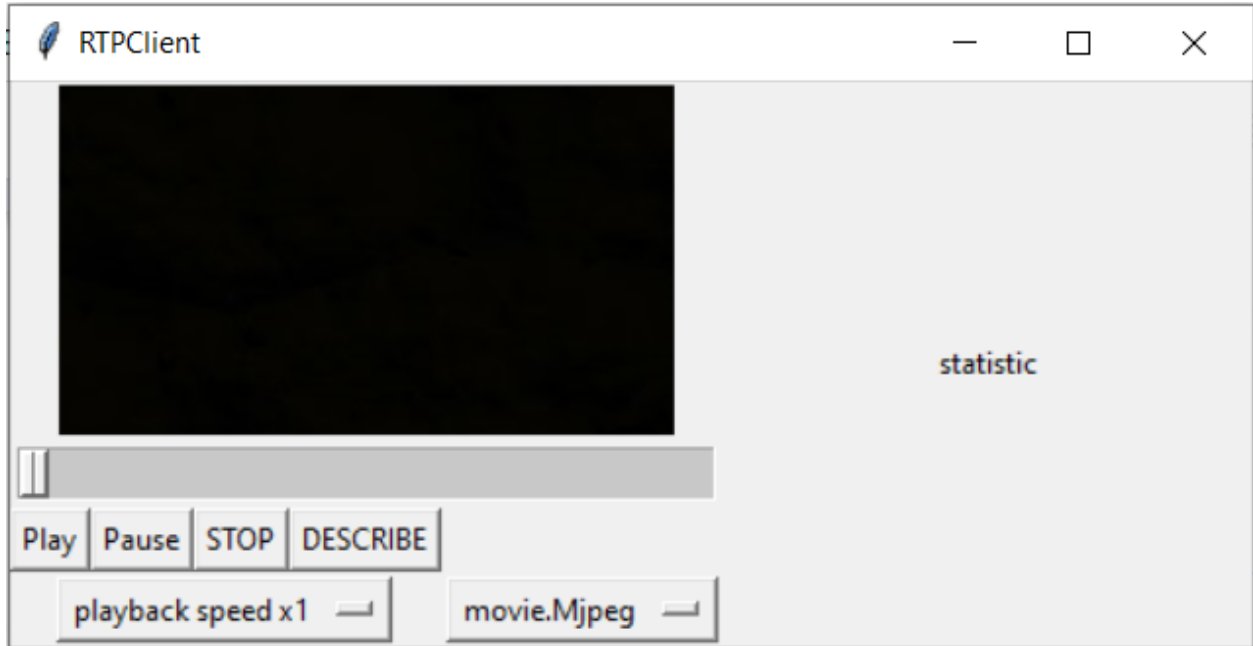 RTPClient
statistic
Play Pause STOP DESCRIBE
playback speed x1 movie.Mjpeg